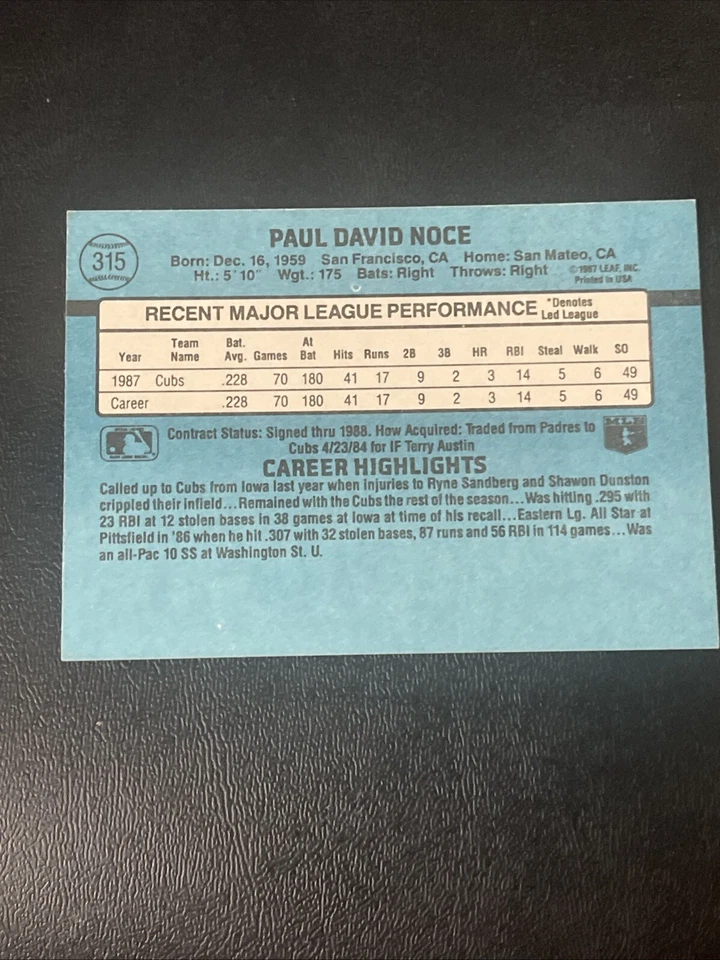 315
PAUL DAVID NOCE
Born: Dec. 16, 1959 San Francisco, CA Home: San Mateo, CA
Ht.: 5'10" Wgt.: 175 Bats: Right Throws: Right
©1987 LEAF, INC.
Printed in USA
RECENT MAJOR LEAGUE PERFORMANCE *Denotes
Led League
Year Team Name Bat. Avg. Games At Bat Hits Runs 2B 3B HR RBI Steal Walk SO
1987 Cubs .228 70 180 41 17 9 2 3 14 5 6 49
Career .228 70 180 41 17 9 2 3 14 5 6 49
Contract Status: Signed thru 1988. How Acquired: Traded from Padres to
Cubs 4/23/84 for IF Terry Austin
CAREER HIGHLIGHTS
Called up to Cubs from Iowa last year when injuries to Ryne Sandberg and Shawon Dunston
crippled their infield...Remained with the Cubs the rest of the season...Was hitting .295 with
23 RBI at 12 stolen bases in 38 games at Iowa at time of his recall...Eastern Lg. All Star at
Pittsfield in '86 when he hit .307 with 32 stolen bases, 87 runs and 56 RBI in 114 games...Was
an all-Pac 10 SS at Washington St. U.